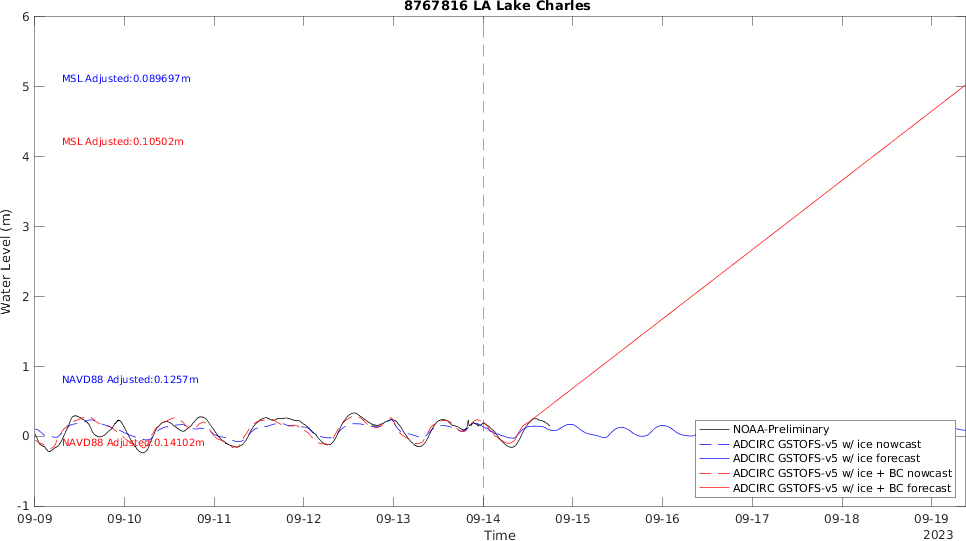 8767816 LA Lake Charles
6
5
4
3
2
1
0
-1
Water Level (m)
MSL Adjusted:0.089697m
MSL Adjusted:0.10502m
NAVD88 Adjusted:0.1257m
NAVD88 Adjusted:0.14102m
NOAA-Preliminary
ADCIRC GSTOFS-v5 w/ ice nowcast
ADCIRC GSTOFS-v5 w/ ice forecast
ADCIRC GSTOFS-v5 w/ ice + BC nowcast
ADCIRC GSTOFS-v5 w/ ice + BC forecast
09-09 09-10 09-11 09-12 09-13 09-14 09-15 09-16 09-17 09-18 09-19
Time
2023